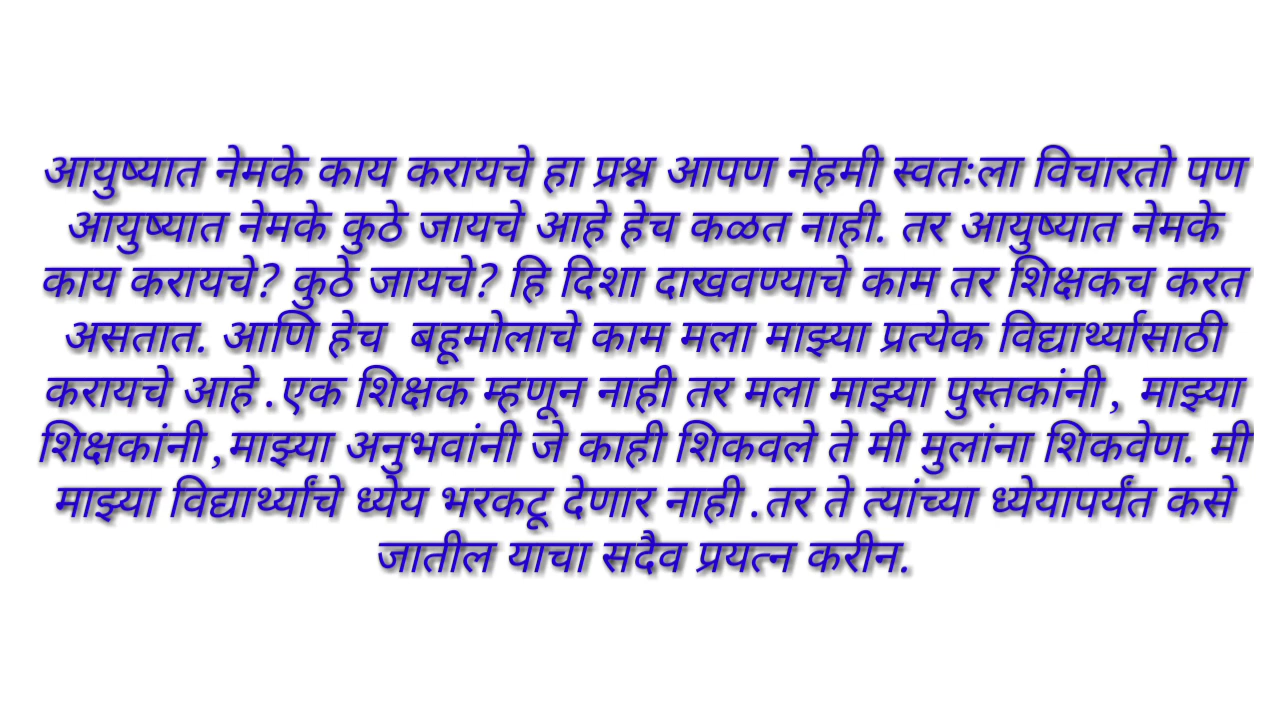 आयुष्यात नेमके काय करायचे हा प्रश्न आपण नेहमी स्वतःला विचारतो पण
आयुष्यात नेमके कुठे जायचे आहे हेच कळत नाही. तर आयुष्यात नेमके
काय करायचे? कुठे जायचे? हि दिशा दाखवण्याचे काम तर शिक्षकच करत
असतात. आणि हेच  बहूमोलाचे काम मला माझ्या प्रत्येक विद्यार्थ्यासाठी
करायचे आहे .एक शिक्षक म्हणून नाही तर मला माझ्या पुस्तकांनी , माझ्या
शिक्षकांनी ,माझ्या अनुभवांनी जे काही शिकवले ते मी मुलांना शिकवेण. मी
माझ्या विद्यार्थ्यांचे ध्येय भरकटू देणार नाही .तर ते त्यांच्या ध्येयापर्यंत कसे
जातील याचा सदैव प्रयत्न करीन.